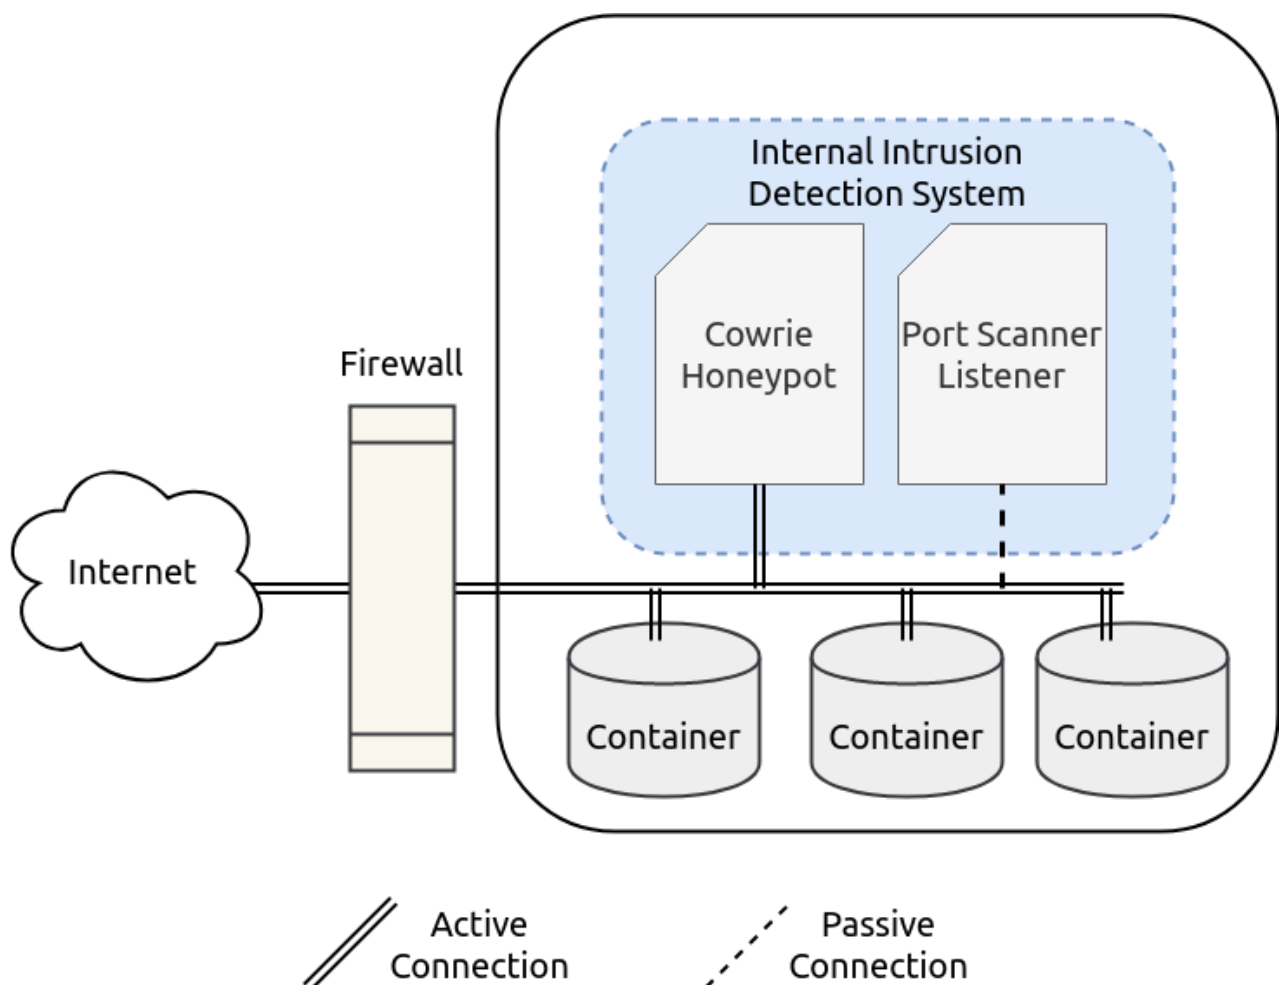 Internal Intrusion
Detection System
Cowrie
Honeypot
Port Scanner
Listener
Firewall
Internet
Container
Container
Container
Active
Connection
Passive
Connection